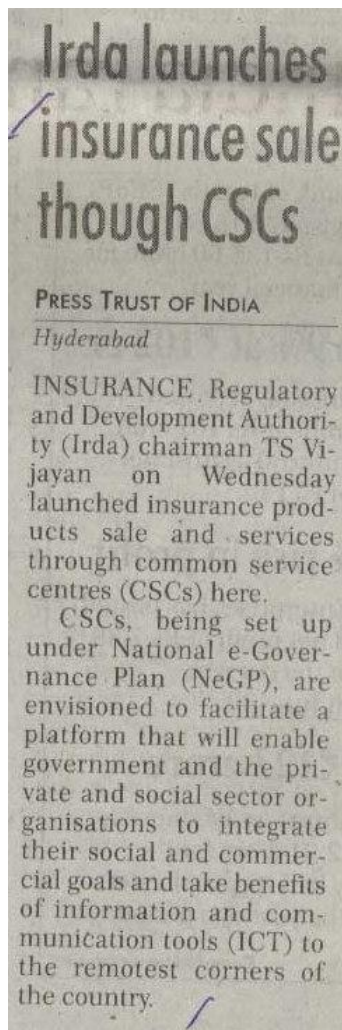 Irda launches
insurance sale
though CSCs
PRESS TRUST OF INDIA
Hyderabad
INSURANCE Regulatory
and Development Authori-
ty (Irda) chairman TS Vi-
jayan on Wednesday
launched insurance prod-
ucts sale and services
through common service
centres (CSCs) here.
CSCs, being set up
under National e-Gover-
nance Plan (NeGP), are
envisioned to facilitate a
platform that will enable
government and the pri-
vate and social sector or-
ganisations to integrate
their social and commer-
cial goals and take benefits
of information and com-
munication tools (ICT) to
the remotest corners of
the country.